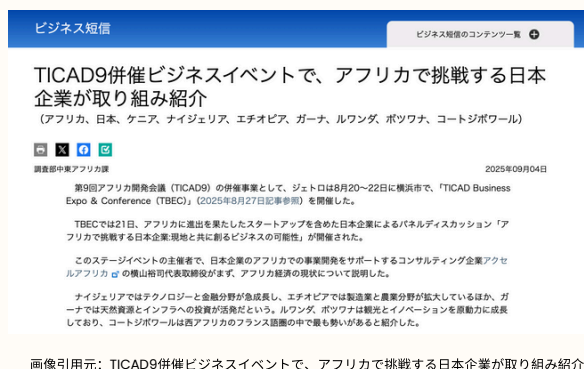 ビジネス短信
ビジネス短信のコンテンツ一覧
TICAD9併催ビジネスイベントで、アフリカで挑戦する日本
企業が取り組み紹介
（アフリカ、日本、ケニア、ナイジェリア、エチオピア、ガーナ、ルワンダ、ボツワナ、コートジボワール）
調査部中東アフリカ課
2025年09月04日
第9回アフリカ開発会議（TICAD9）の併催事業として、ジェトロは8月20～22日に横浜市で、「TICAD Business
Expo & Conference（TBEC）」（2025年8月27日記事参照）を開催した。
TBECでは21日、アフリカに進出を果たしたスタートアップを含めた日本企業によるパネルディスカッション「ア
フリカで挑戦する日本企業:現地と共に創るビジネスの可能性」が開催された。
このステージイベントの主催者で、日本企業のアフリカでの事業開発をサポートするコンサルティング企業アクセ
ルアフリカ の横山裕司代表取締役がまず、アフリカ経済の現状について説明した。
ナイジェリアではテクノロジーと金融分野が急成長し、エチオピアでは製造業と農業分野が拡大しているほか、ガ
ーナでは天然資源とインフラへの投資が活発だという。ルワンダ、ボツワナは観光とイノベーションを原動力に成長
しており、コートジボワールは西アフリカのフランス語圏の中で最も勢いがあると紹介した。
画像引用元：TICAD9併催ビジネスイベントで、アフリカで挑戦する日本企業が取り組み紹介